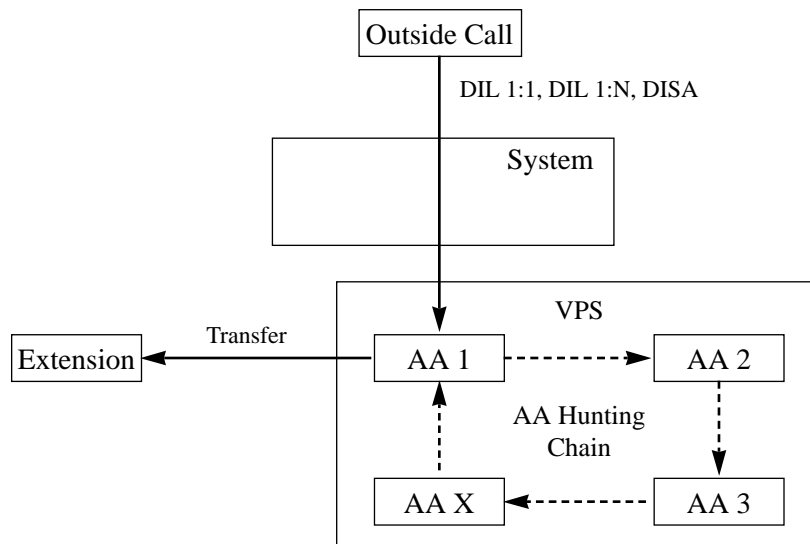 Outside Call
DIL 1:1, DIL 1:N, DISA
System
VPS
Transfer
Extension
AA 1
AA 2
AA Hunting
Chain
AA X
AA 3